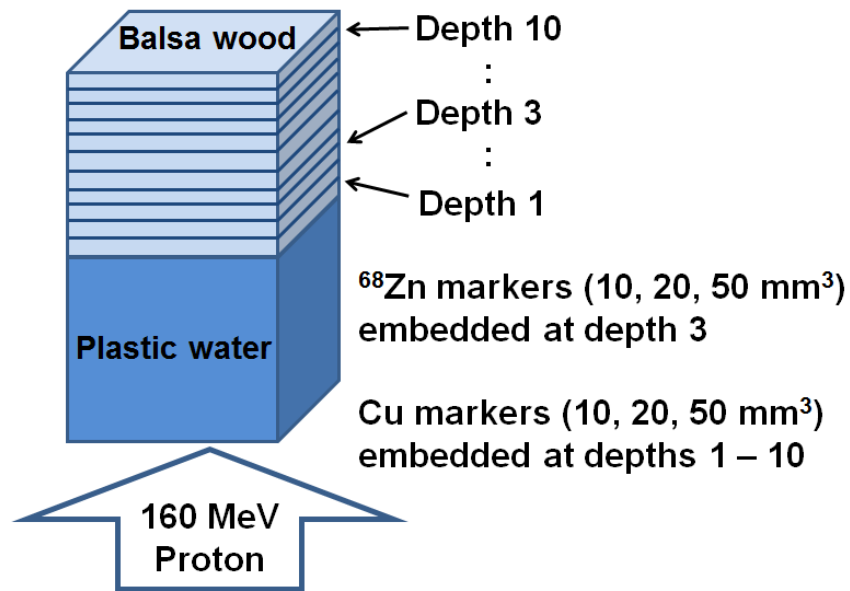 Balsa wood
Depth 10
:
Depth 3
:
Depth 1
⁶⁸Zn markers (10, 20, 50 mm³)
embedded at depth 3
Plastic water
Cu markers (10, 20, 50 mm³)
embedded at depths 1 – 10
160 MeV
Proton